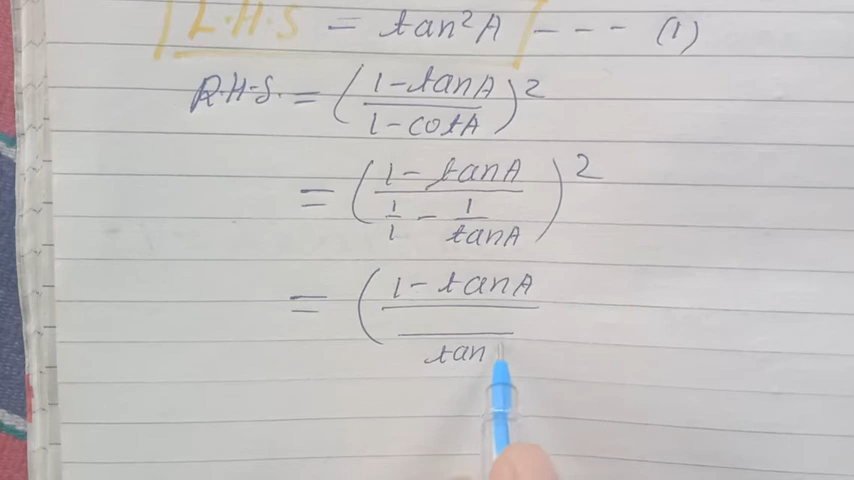 L.H.S = tan²A --- (1)
R.H.S. = (1-tanA / 1-cotA)²
= (1-tanA / 1/1 - 1/tanA)²
= (1-tanA / tan